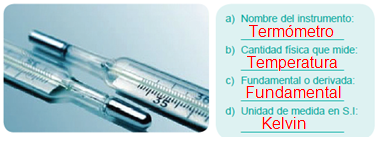 35
a) Nombre del instrumento:
Termómetro
b) Cantidad física que mide:
Temperatura
c) Fundamental o derivada:
Fundamental
d) Unidad de medida en S.I:
Kelvin